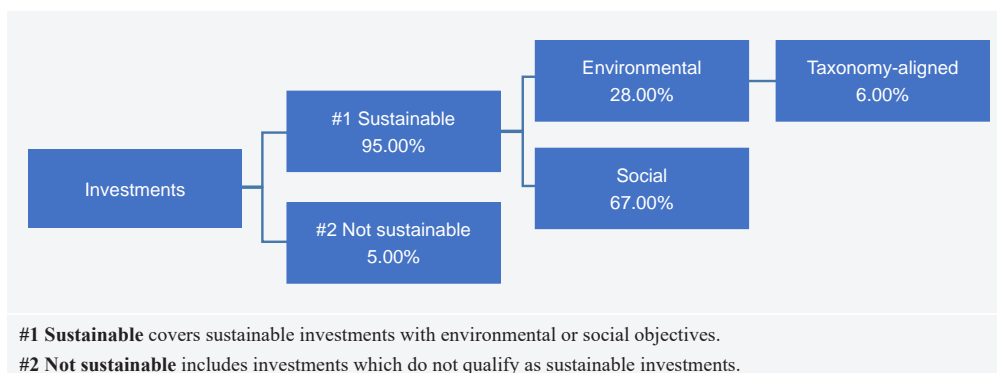 Environmental
28.00%
Taxonomy-aligned
6.00%
#1 Sustainable
95.00%
Investments
Social
67.00%
#2 Not sustainable
5.00%
#1 Sustainable covers sustainable investments with environmental or social objectives.
#2 Not sustainable includes investments which do not qualify as sustainable investments.